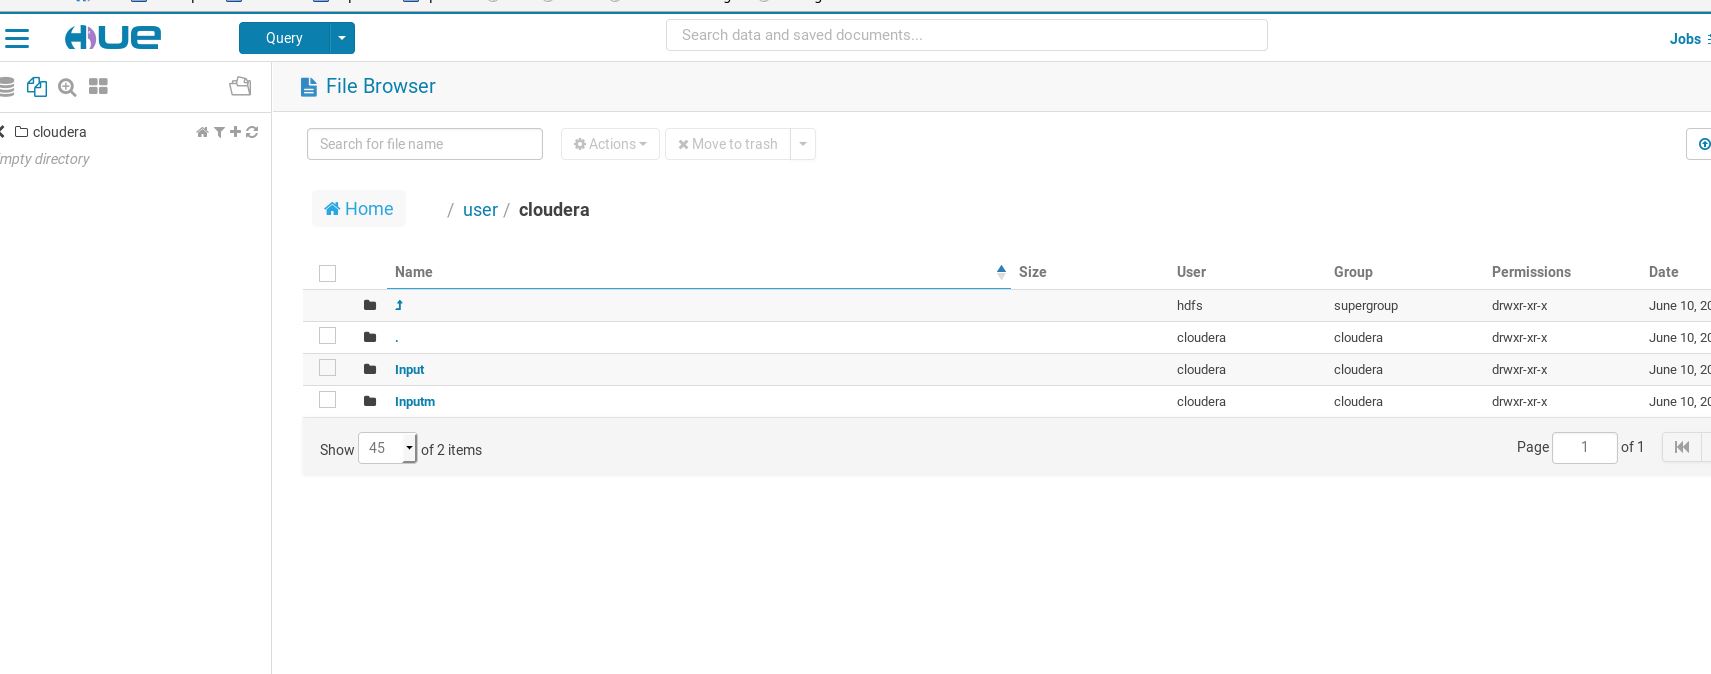 HUE
Query
Search data and saved documents...
Jobs
File Browser
cloudera
mpty directory
Search for file name
Actions
Move to trash
Home / user / cloudera
Name Size User Group Permissions Date
hdfs supergroup drwxr-xr-x June 10, 20
. cloudera cloudera drwxr-xr-x June 10, 20
Input cloudera cloudera drwxr-xr-x June 10, 20
Inputm cloudera cloudera drwxr-xr-x June 10, 20
Show 45 of 2 items
Page 1 of 1